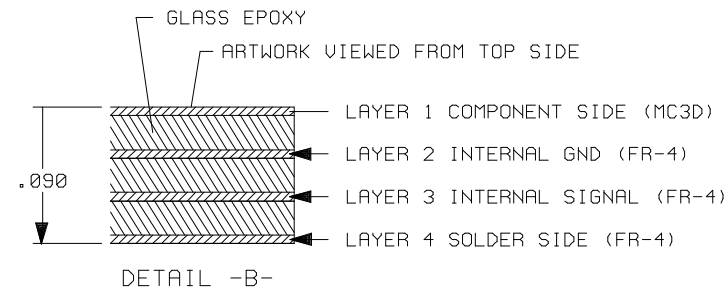 GLASS EPOXY
ARTWORK VIEWED FROM TOP SIDE
LAYER 1 COMPONENT SIDE (MC3D)
LAYER 2 INTERNAL GND (FR-4)
.090
LAYER 3 INTERNAL SIGNAL (FR-4)
LAYER 4 SOLDER SIDE (FR-4)
DETAIL -B-